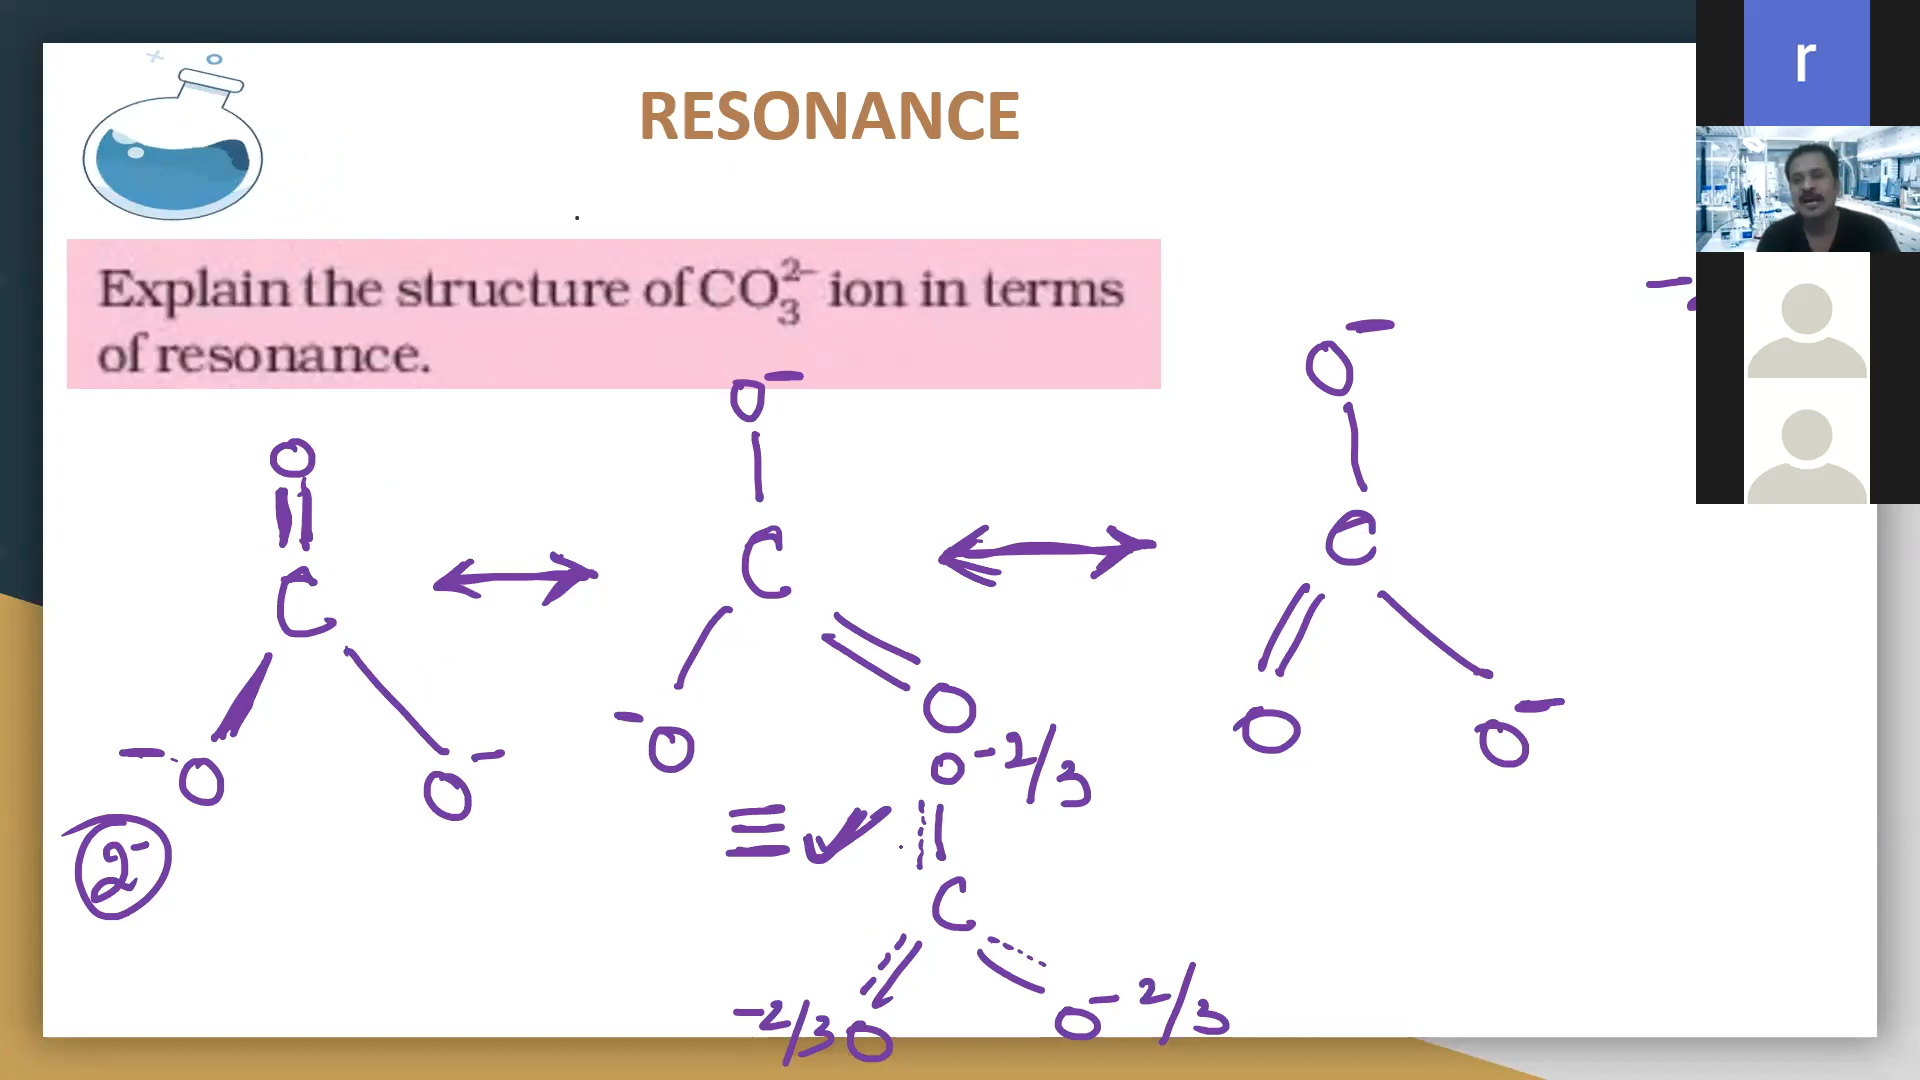 RESONANCE
r
Explain the structure of CO₃²⁻ ion in terms
of resonance.
O⁻
O⁻
O
C
C
C
⁻O
O⁻
⁻O
O
O
O⁻
2⁻
O⁻2/3
C
-2/3 O
O⁻2/3